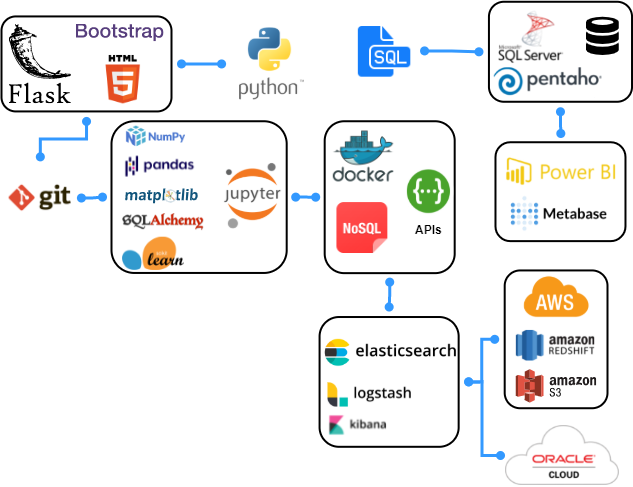 Bootstrap
Flask
HTML
5
python™
SQL
Microsoft®
SQL Server®
pentaho®
git
NumPy
pandas
matplotlib
SQLAlchemy
learn
jupyter
docker
NoSQL
{··}
APIs
Power BI
Metabase
elasticsearch
logstash
kibana
AWS
amazon
REDSHIFT
amazon
S3
ORACLE
CLOUD